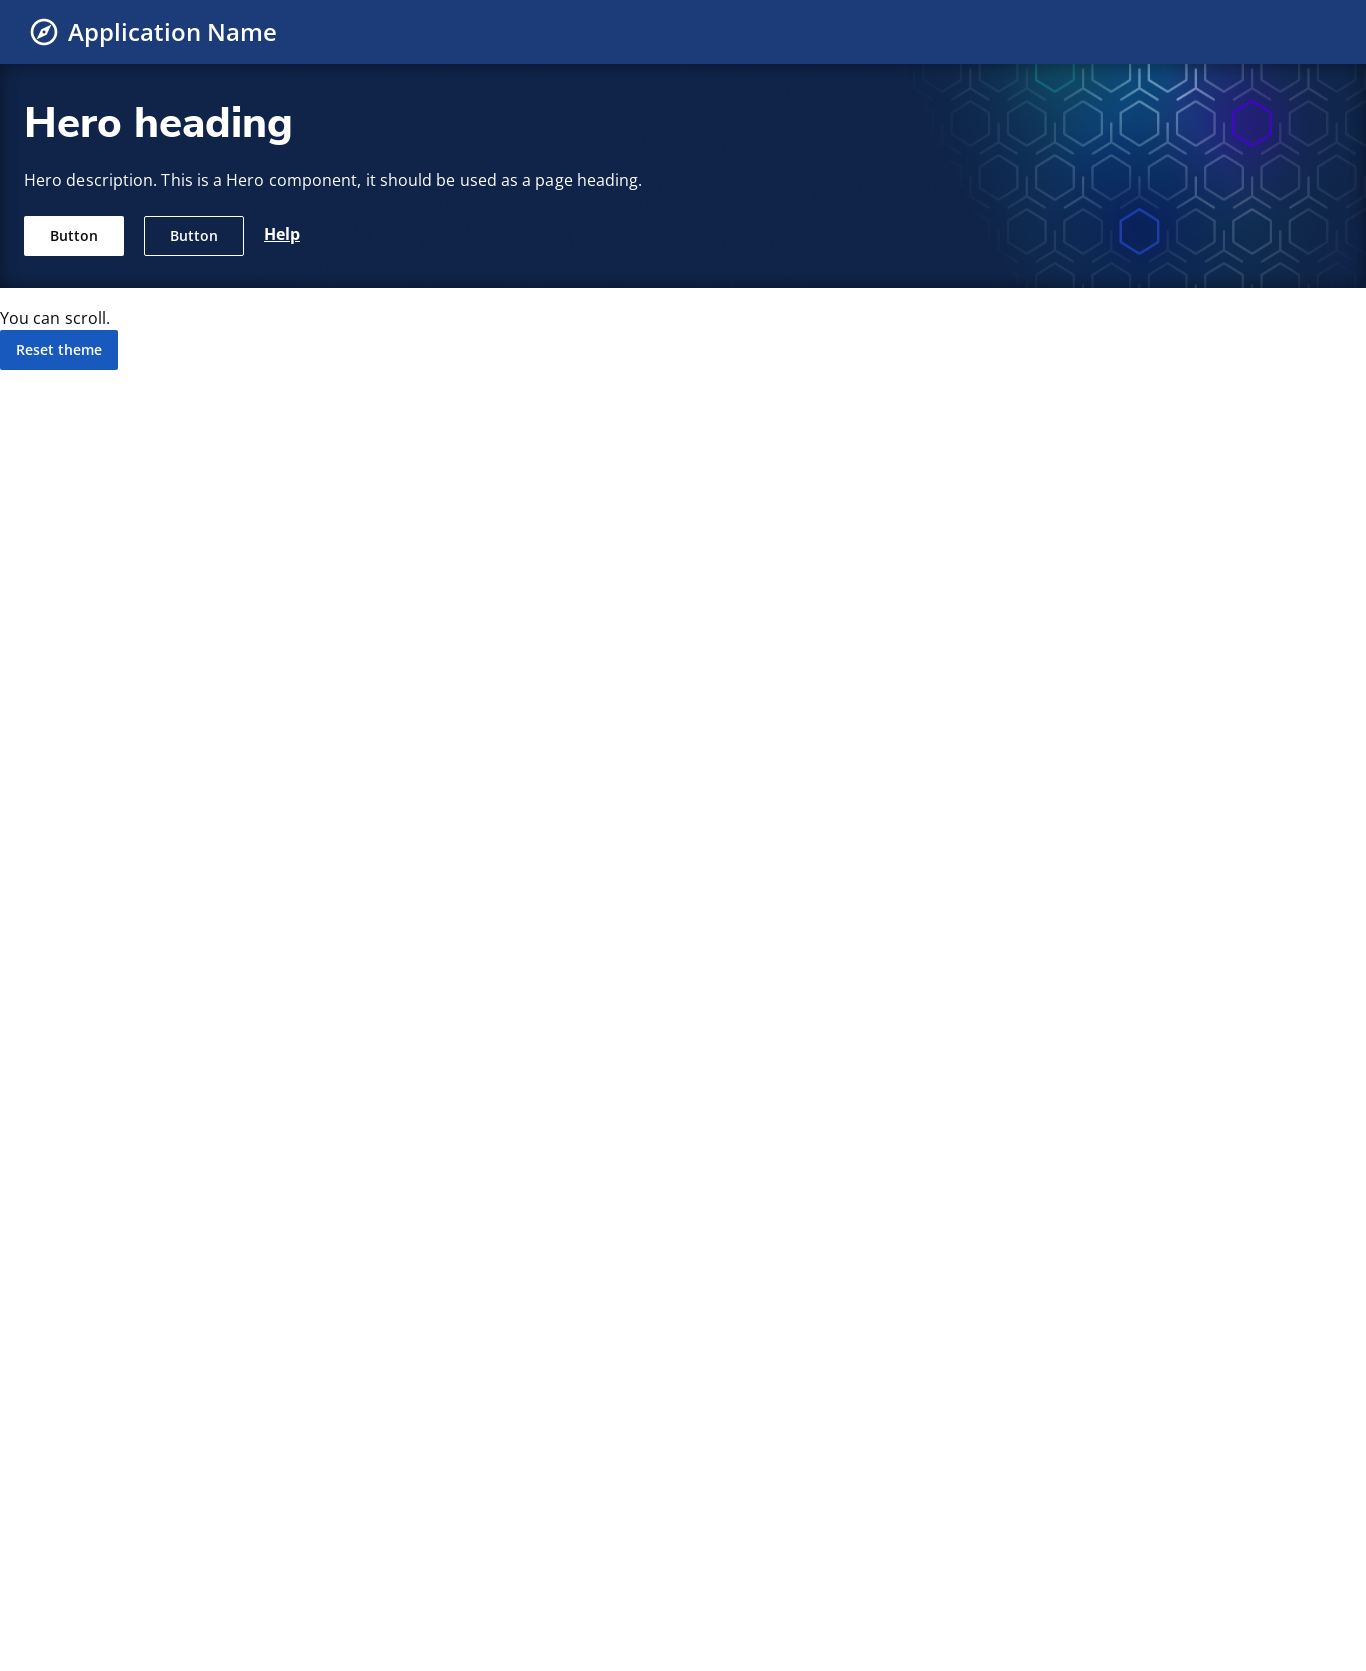 Application Name
Hero heading
Hero description. This is a Hero component, it should be used as a page heading.
Button Button Help
You can scroll.
Reset theme